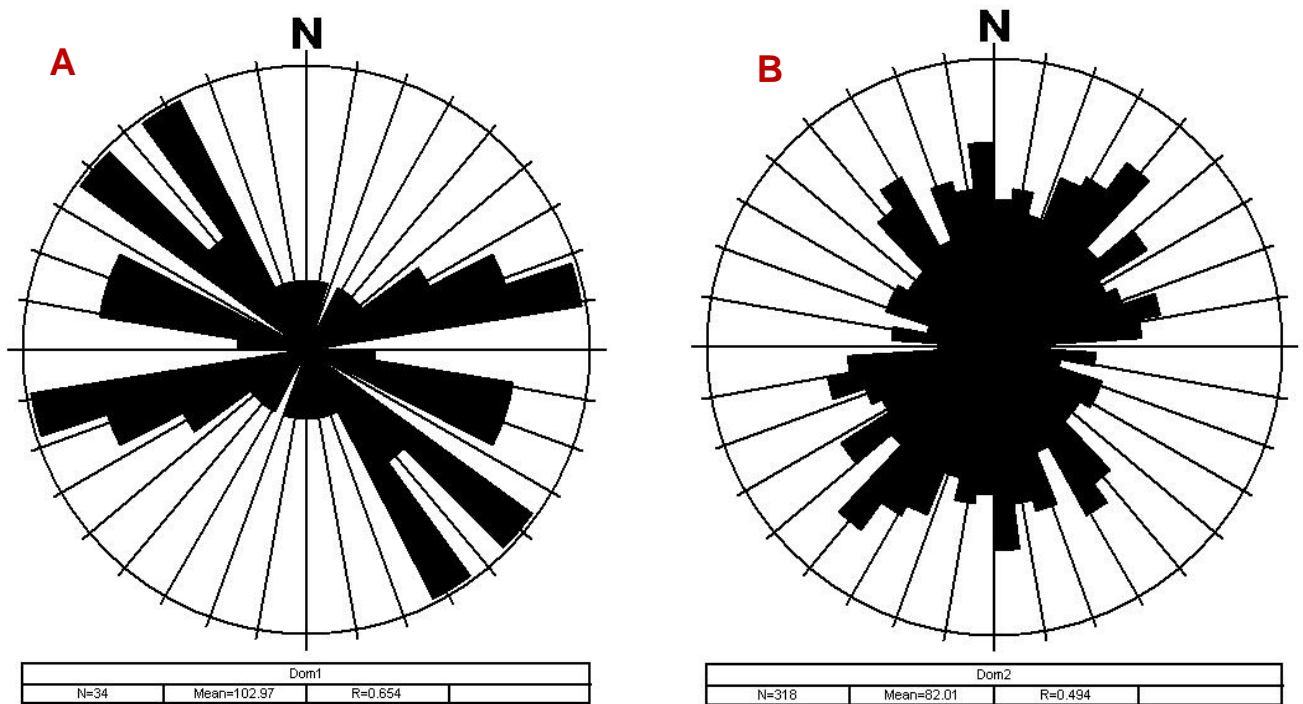 A
N
B
N
Dom1
N=34 Mean=102.97 R=0.654
Dom2
N=318 Mean=82.01 R=0.494